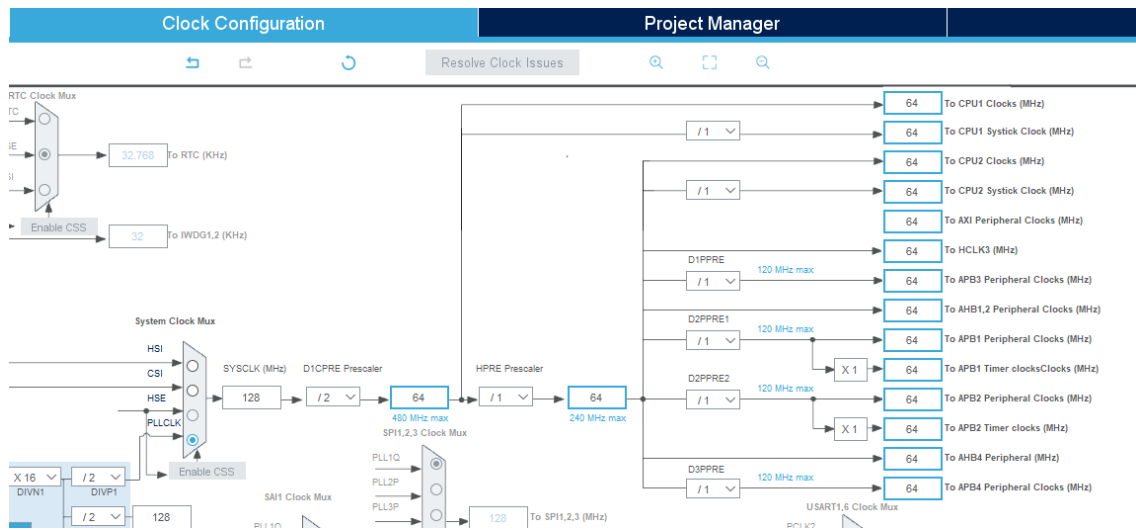 Clock Configuration
Project Manager
Resolve Clock Issues
RTC Clock Mux
32.768
To RTC (KHz)
Enable CSS
32
To IWDG1,2 (KHz)
System Clock Mux
HSI
CSI
HSE
PLLCLK
Enable CSS
SYSCLK (MHz)
128
D1CPRE Prescaler
/ 2
64
480 MHz max
HPRE Prescaler
/ 1
64
240 MHz max
64
To CPU1 Clocks (MHz)
/ 1
64
To CPU1 Systick Clock (MHz)
64
To CPU2 Clocks (MHz)
/ 1
64
To CPU2 Systick Clock (MHz)
64
To AXI Peripheral Clocks (MHz)
64
To HCLK3 (MHz)
D1PPRE
/ 1
120 MHz max
64
To APB3 Peripheral Clocks (MHz)
64
To AHB1,2 Peripheral Clocks (MHz)
D2PPRE1
/ 1
120 MHz max
64
To APB1 Peripheral Clocks (MHz)
X 1
64
To APB1 Timer clocksClocks (MHz)
D2PPRE2
/ 1
120 MHz max
64
To APB2 Peripheral Clocks (MHz)
X 1
64
To APB2 Timer clocks (MHz)
64
To AHB4 Peripheral (MHz)
D3PPRE
/ 1
120 MHz max
64
To APB4 Peripheral Clocks (MHz)
X 16
DIVN1
/ 2
DIVP1
/ 2
128
SAI1 Clock Mux
PLL1Q
SPI1,2,3 Clock Mux
PLL1Q
PLL2P
PLL3P
128
To SPI1,2,3 (MHz)
USART1,6 Clock Mux
PCLK2